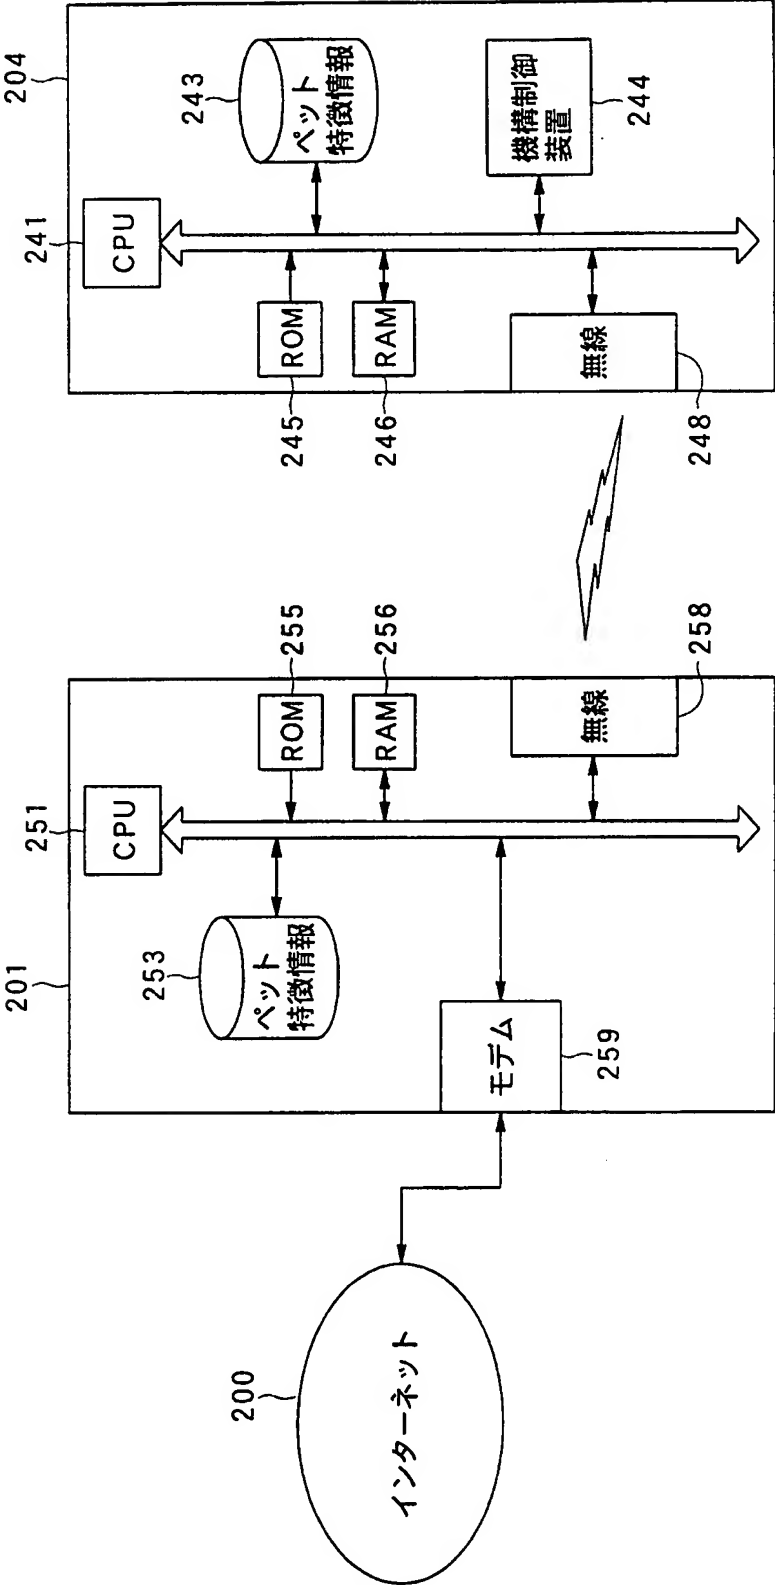 200
インターネット
201
251
CPU
253
ペット
特徴情報
モデム
259
ROM
255
RAM
256
無線
258
204
241
CPU
243
ペット
特徴情報
機構制御
装置
244
ROM
245
RAM
246
無線
248